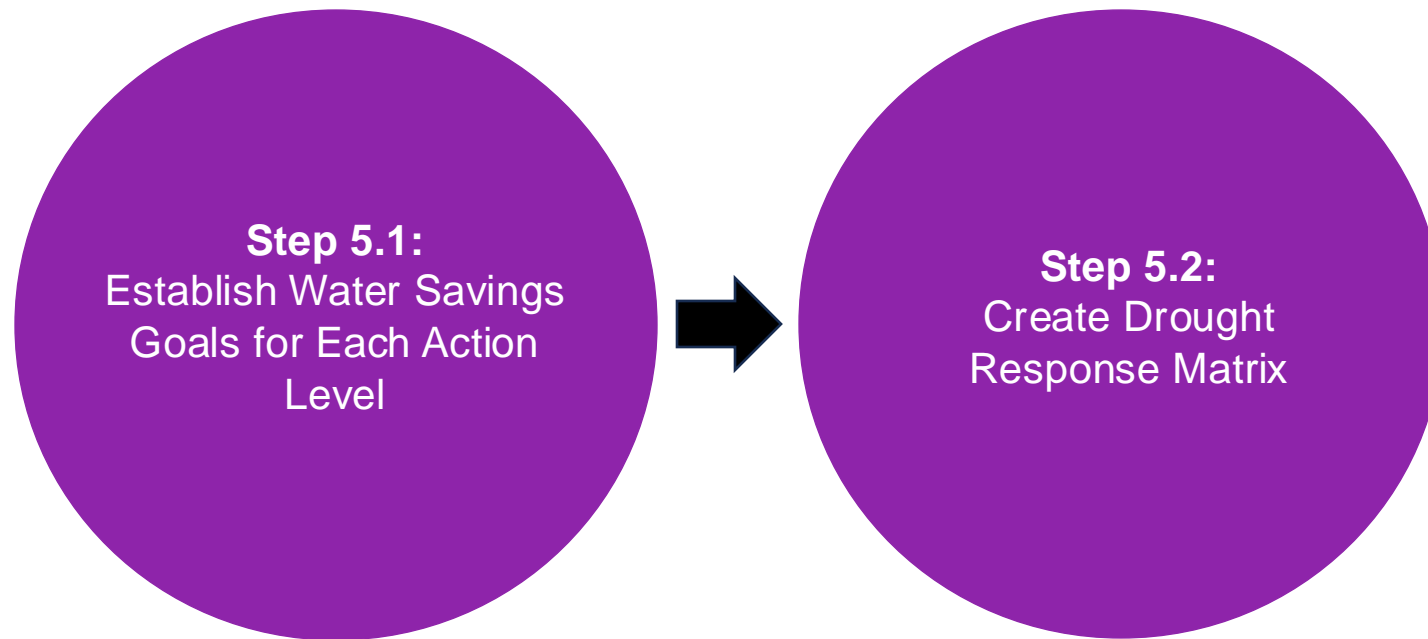 Step 5.1:
Establish Water Savings
Goals for Each Action
Level
Step 5.2:
Create Drought
Response Matrix